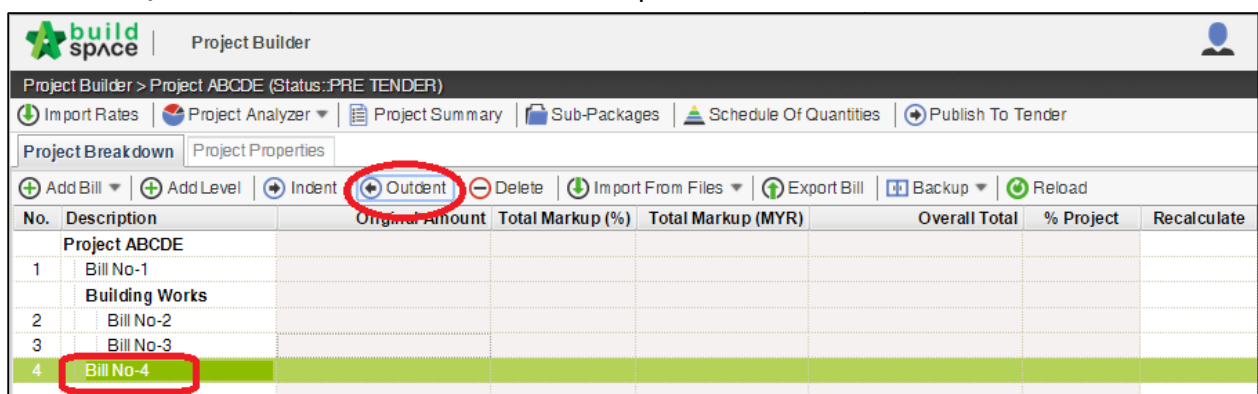 build space | Project Builder
Project Builder > Project ABCDE (Status::PRE TENDER)
Import Rates Project Analyzer Project Summary Sub-Packages Schedule Of Quantities Publish To Tender
Project Breakdown Project Properties
Add Bill Add Level Indent Outdent Delete Import From Files Export Bill Backup Reload
No. Description Original Amount Total Markup (%) Total Markup (MYR) Overall Total % Project Recalculate
Project ABCDE
1 Bill No-1
Building Works
2 Bill No-2
3 Bill No-3
4 Bill No-4